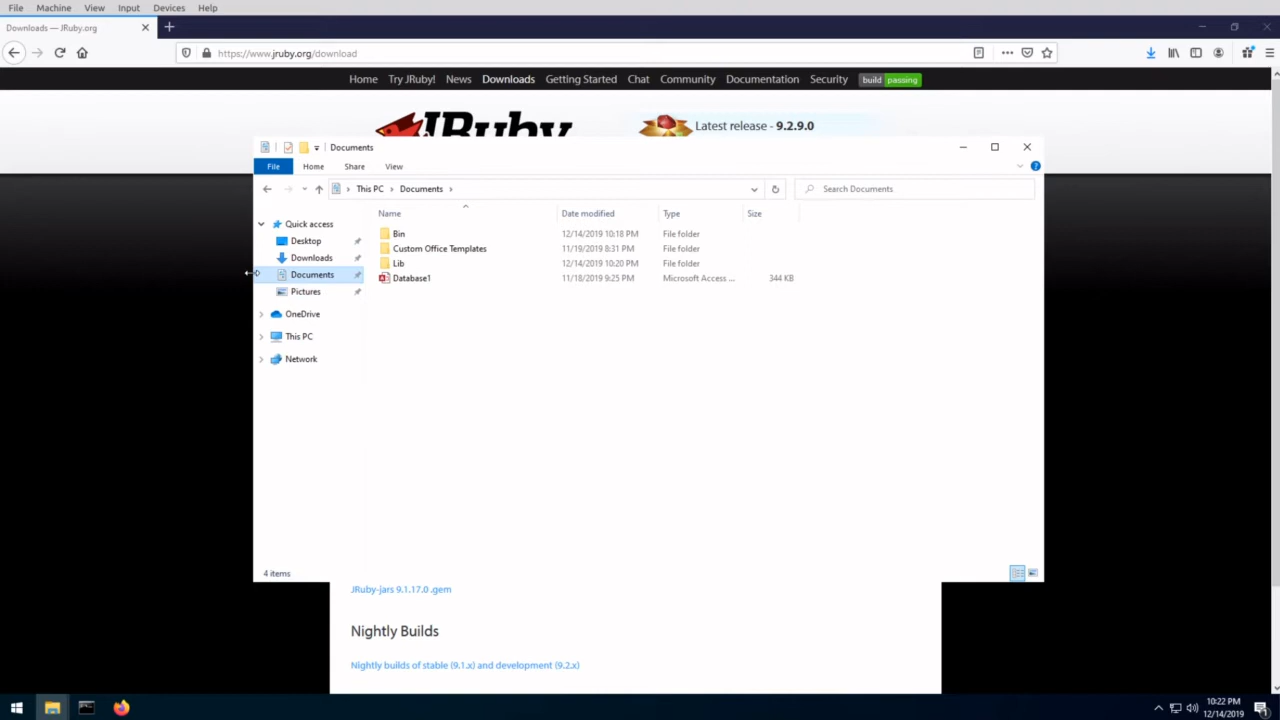 File Machine View Input Devices Help
Downloads — JRuby.org
https://www.jruby.org/download
Home Try JRuby! News Downloads Getting Started Chat Community Documentation Security build passing
JRuby Latest release - 9.2.9.0
Documents
File Home Share View
This PC Documents Search Documents
Name Date modified Type Size
Quick access
Desktop
Downloads
Documents
Pictures
OneDrive
This PC
Network
Bin 12/14/2019 10:18 PM File folder
Custom Office Templates 11/19/2019 8:31 PM File folder
Lib 12/14/2019 10:20 PM File folder
Database1 11/18/2019 9:25 PM Microsoft Access ... 344 KB
4 items
JRuby-jars 9.1.17.0 .gem
Nightly Builds
Nightly builds of stable (9.1.x) and development (9.2.x)
10:22 PM
12/14/2019
1